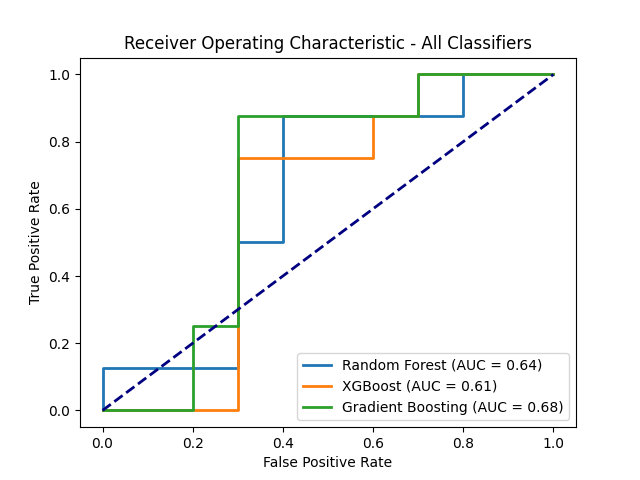 Receiver Operating Characteristic - All Classifiers
True Positive Rate
1.0
0.8
0.6
0.4
0.2
0.0
Random Forest (AUC = 0.64)
XGBoost (AUC = 0.61)
Gradient Boosting (AUC = 0.68)
0.0 0.2 0.4 0.6 0.8 1.0
False Positive Rate